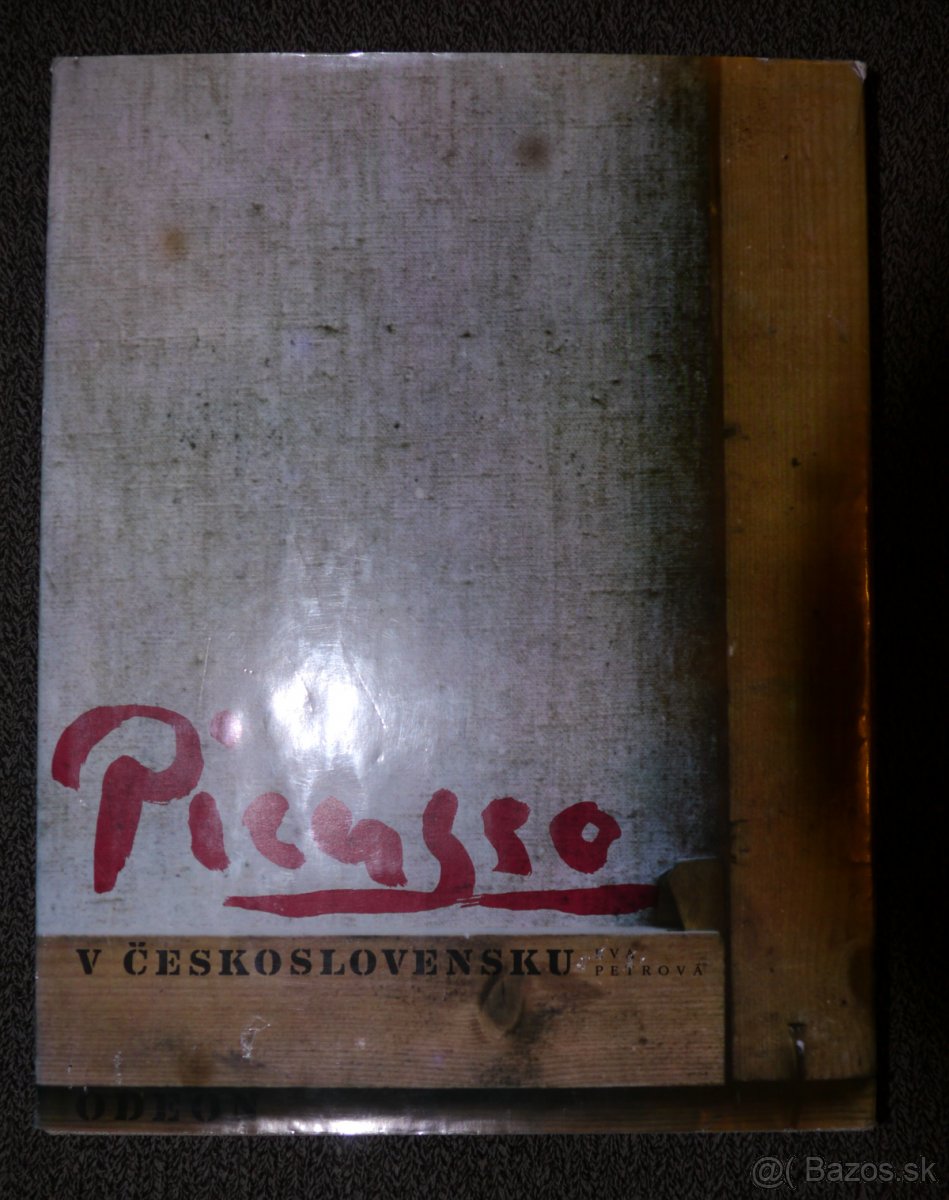 Picasso
V ČESKOSLOVENSKU
EVA
PETROVÁ
ODEON
@( Bazos.sk